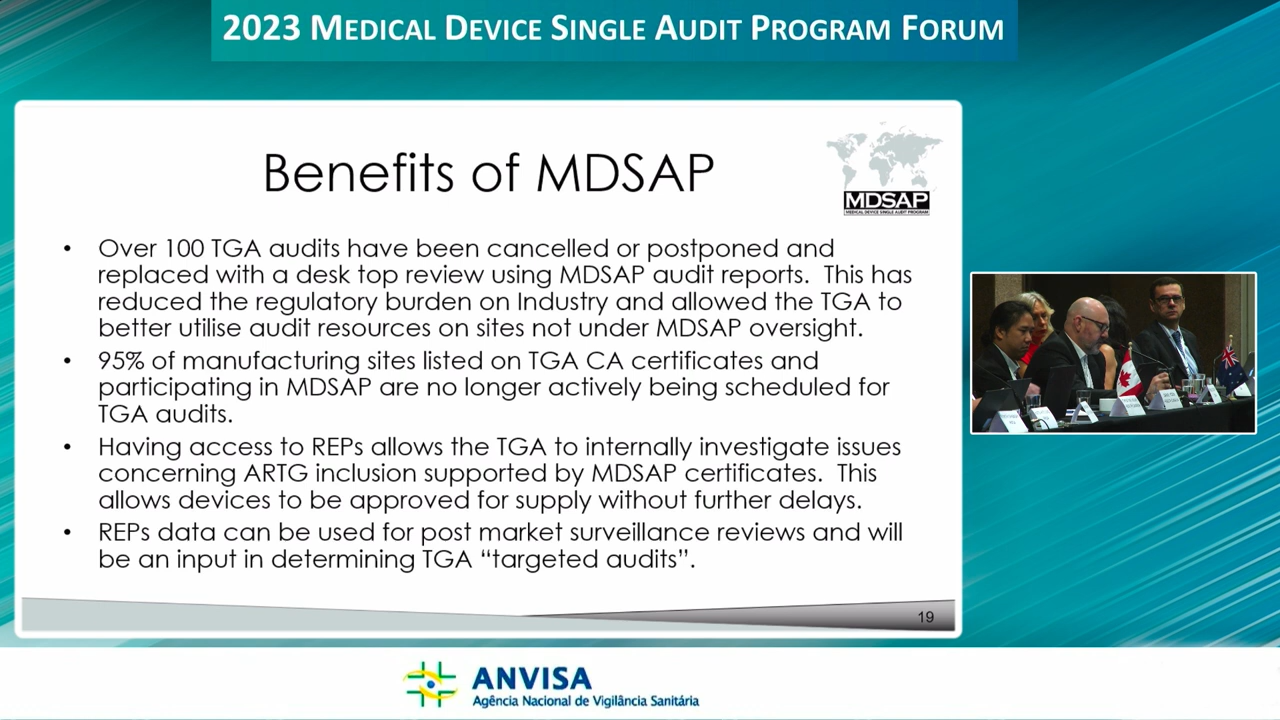 2023 MEDICAL DEVICE SINGLE AUDIT PROGRAM FORUM
Benefits of MDSAP
MDSAP
MEDICAL DEVICE SINGLE AUDIT PROGRAM
• Over 100 TGA audits have been cancelled or postponed and
replaced with a desk top review using MDSAP audit reports. This has
reduced the regulatory burden on Industry and allowed the TGA to
better utilise audit resources on sites not under MDSAP oversight.
• 95% of manufacturing sites listed on TGA CA certificates and
participating in MDSAP are no longer actively being scheduled for
TGA audits.
• Having access to REPs allows the TGA to internally investigate issues
concerning ARTG inclusion supported by MDSAP certificates. This
allows devices to be approved for supply without further delays.
• REPs data can be used for post market surveillance reviews and will
be an input in determining TGA “targeted audits”.
19
ANVISA
Agência Nacional de Vigilância Sanitária